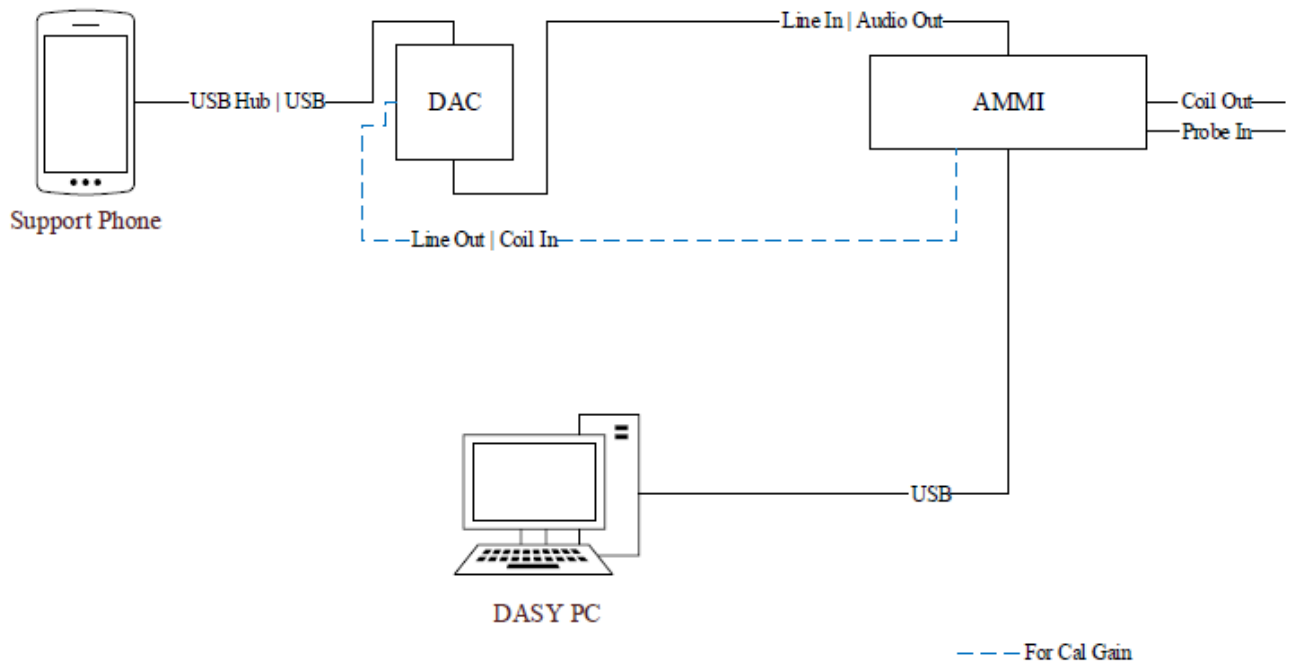 Line In | Audio Out
USB Hub | USB
DAC
AMMI
Coil Out
Probe In
Support Phone
Line Out | Coil In
USB
DASY PC
For Cal Gain